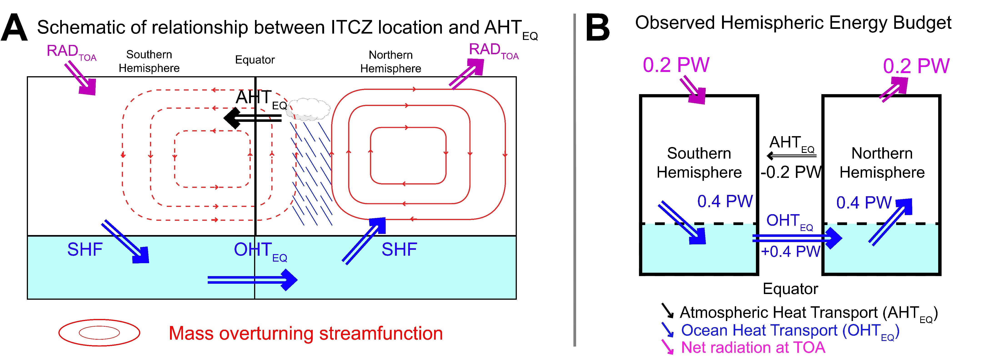 A Schematic of relationship between ITCZ location and AHT_EQ
RAD_TOA
Southern
Hemisphere
Equator
Northern
Hemisphere
RAD_TOA
AHT_EQ
SHF
OHT_EQ
SHF
Mass overturning streamfunction
B Observed Hemispheric Energy Budget
0.2 PW
0.2 PW
Southern
Hemisphere
AHT_EQ
-0.2 PW
Northern
Hemisphere
0.4 PW
0.4 PW
OHT_EQ
+0.4 PW
Equator
Atmospheric Heat Transport (AHT_EQ)
Ocean Heat Transport (OHT_EQ)
Net radiation at TOA